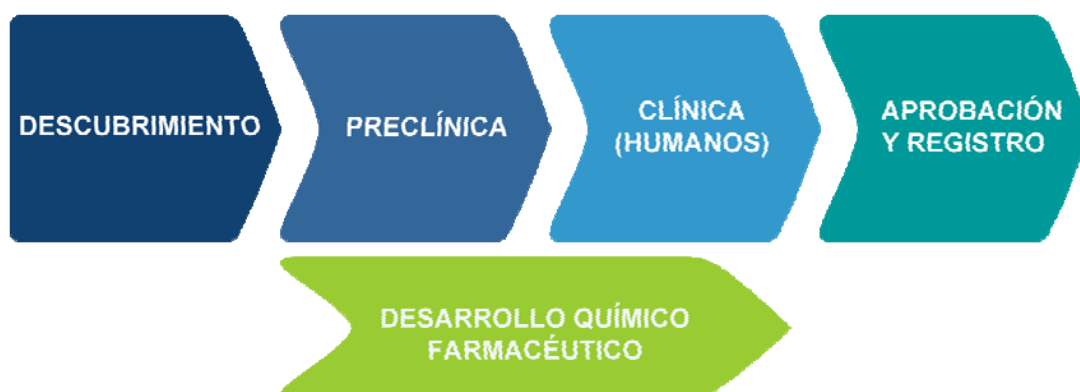 DESCUBRIMIENTO
PRECLÍNICA
CLÍNICA
(HUMANOS)
APROBACIÓN
Y REGISTRO
DESARROLLO QUÍMICO
FARMACÉUTICO